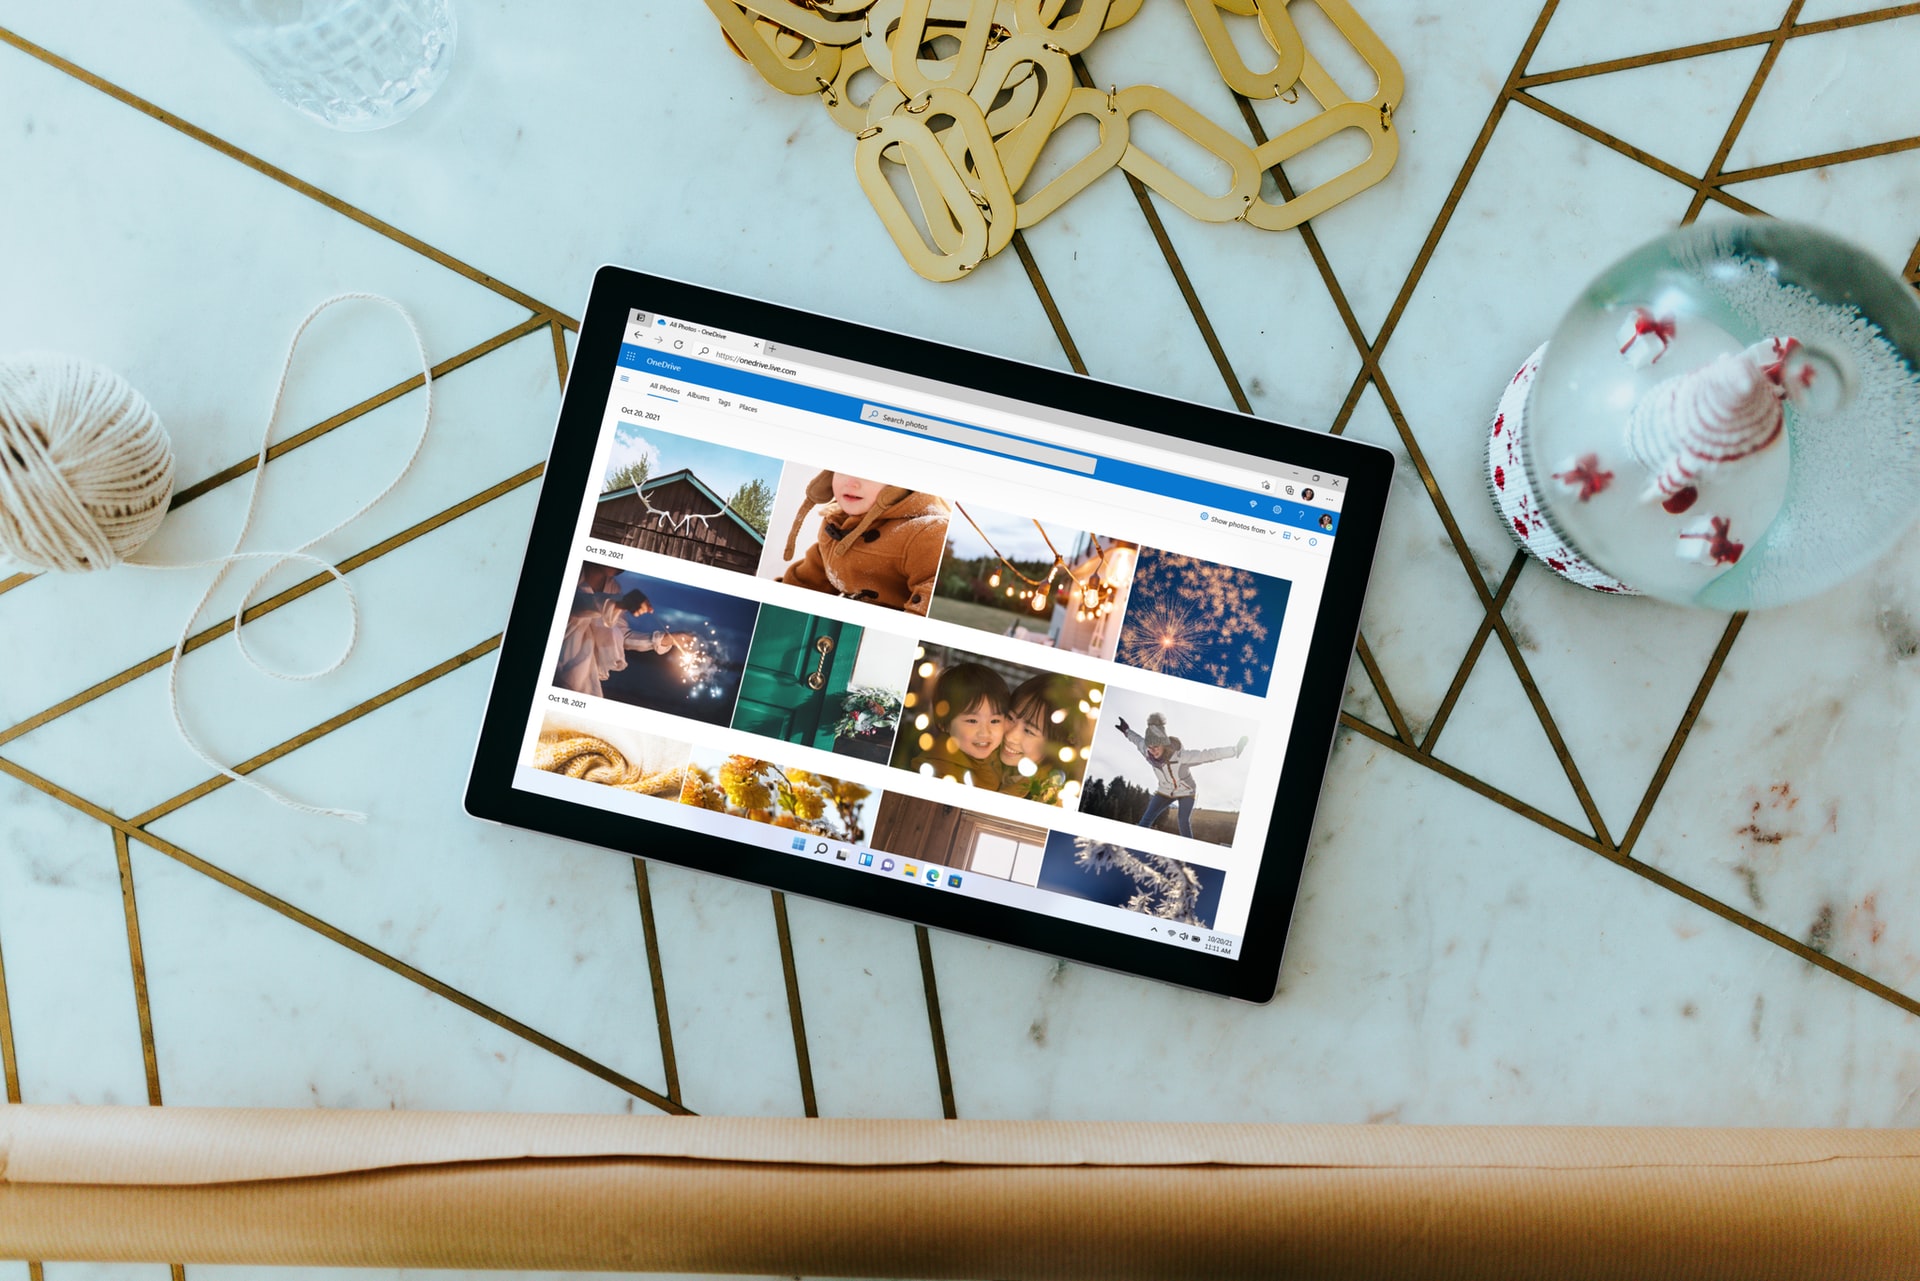 All Photos - OneDrive
https://onedrive.live.com
OneDrive
Search photos
All Photos Albums Tags Places
Show photos from
Oct 20, 2021
Oct 19, 2021
Oct 18, 2021
10/20/21
11:11 AM